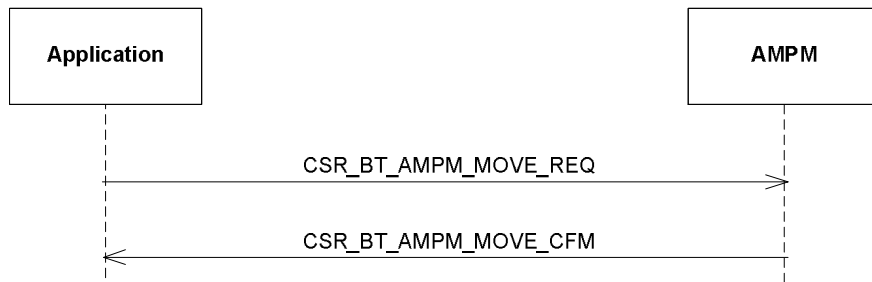 Application
AMPM
CSR_BT_AMPM_MOVE_REQ
CSR_BT_AMPM_MOVE_CFM